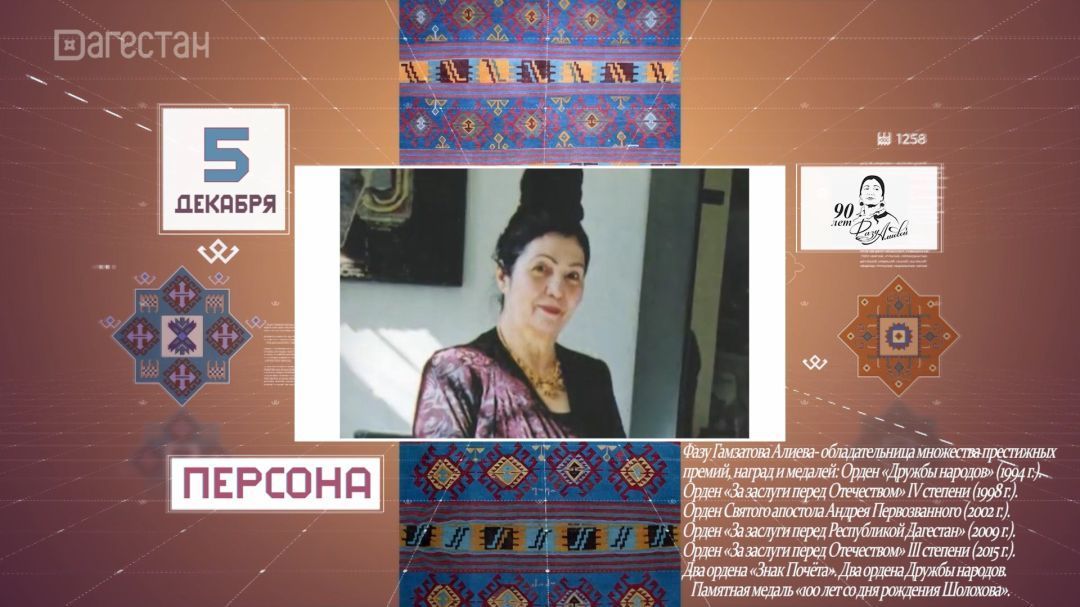 Дагестан
5
ДЕКАБРЯ
1258
90
лет
Фазу Алиевой
ПЕРСОНА
Фазу Гамзатова Алиева- обладательница множества престижных
премий, наград и медалей: Орден «Дружбы народов» (1994 г.).
Орден «За заслуги перед Отечеством» IV степени (1998 г.).
Орден Святого апостола Андрея Первозванного (2002 г.).
Орден «За заслуги перед Республикой Дагестан» (2009 г.).
Орден «За заслуги перед Отечеством» III степени (2015 г.).
Два ордена «Знак Почёта». Два ордена Дружбы народов.
Памятная медаль «100 лет со дня рождения Шолохова».